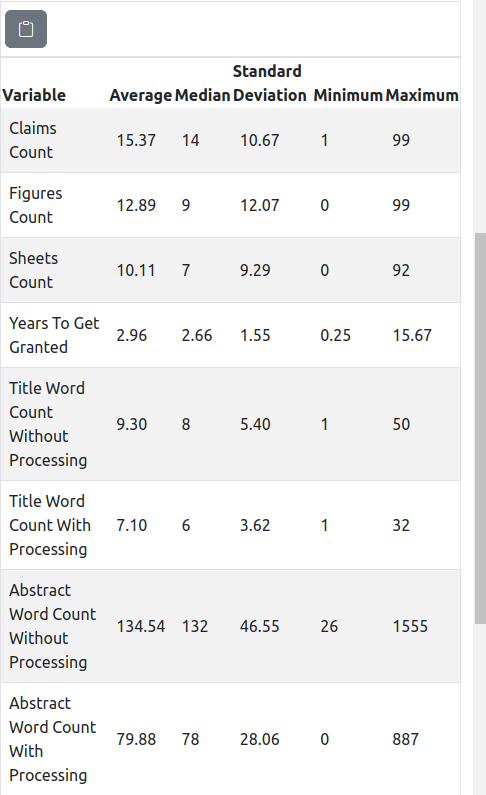 Variable Average Median Standard Deviation Minimum Maximum
Claims Count 15.37 14 10.67 1 99
Figures Count 12.89 9 12.07 0 99
Sheets Count 10.11 7 9.29 0 92
Years To Get Granted 2.96 2.66 1.55 0.25 15.67
Title Word Count Without Processing 9.30 8 5.40 1 50
Title Word Count With Processing 7.10 6 3.62 1 32
Abstract Word Count Without Processing 134.54 132 46.55 26 1555
Abstract Word Count With Processing 79.88 78 28.06 0 887